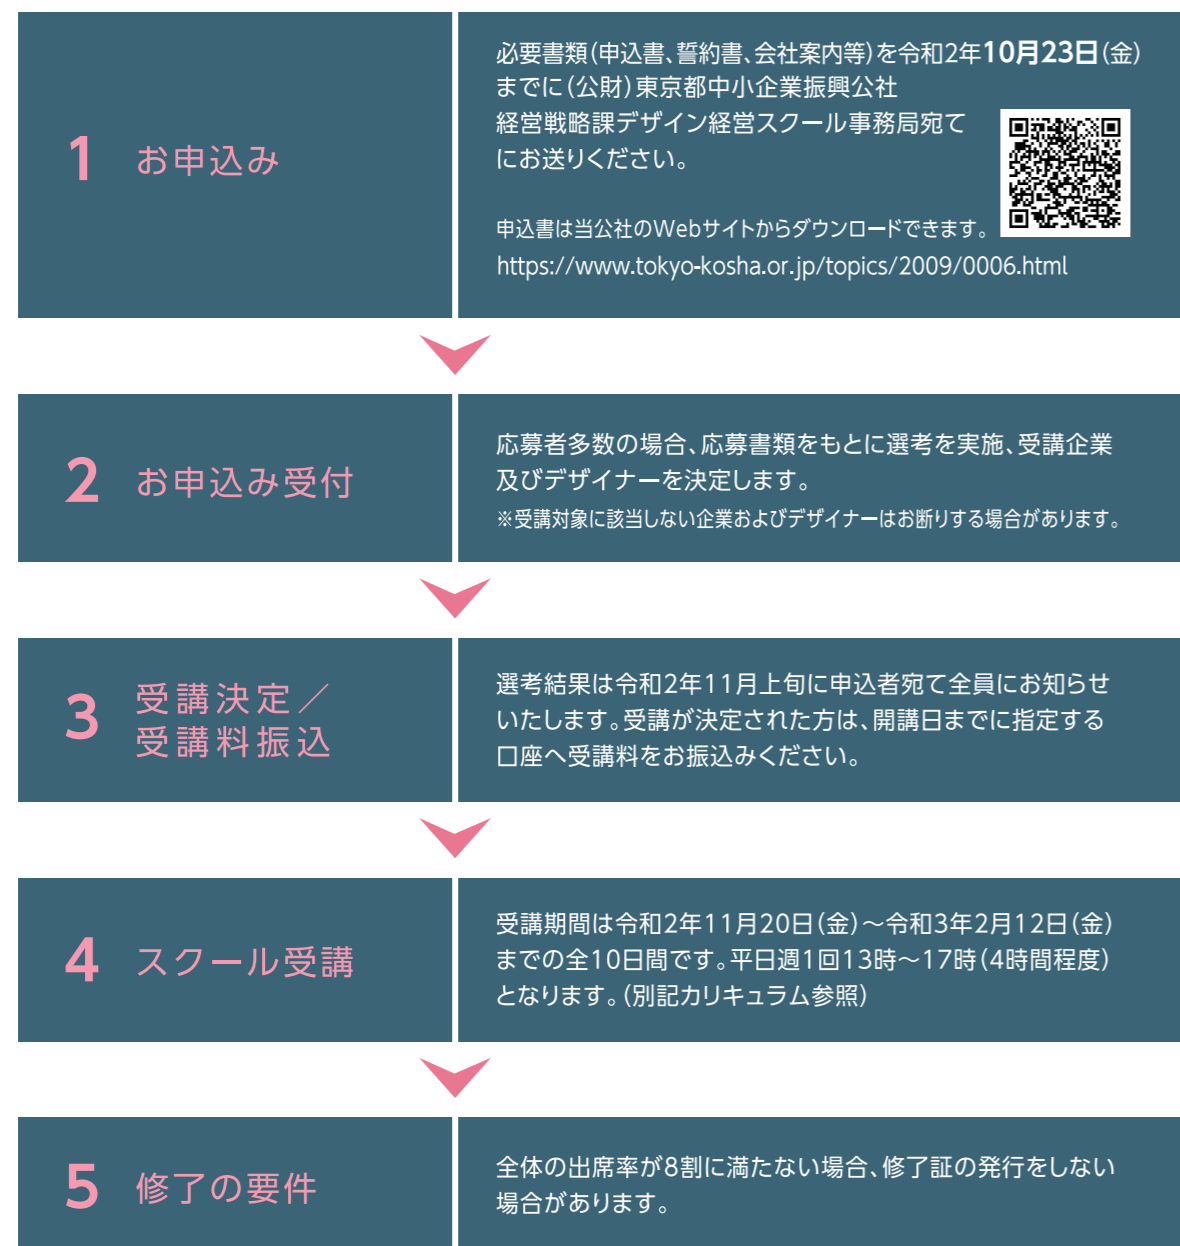 1 お申込み
必要書類(申込書、誓約書、会社案内等)を令和2年10月23日(金)
までに(公財)東京都中小企業振興公社
経営戦略課デザイン経営スクール事務局宛て
にお送りください。
申込書は当公社のWebサイトからダウンロードできます。
https://www.tokyo-kosha.or.jp/topics/2009/0006.html
2 お申込み受付
応募者多数の場合、応募書類をもとに選考を実施、受講企業
及びデザイナーを決定します。
※受講対象に該当しない企業およびデザイナーはお断りする場合があります。
3 受講決定／
受講料振込
選考結果は令和2年11月上旬に申込者宛て全員にお知らせ
いたします。受講が決定された方は、開講日までに指定する
口座へ受講料をお振込みください。
4 スクール受講
受講期間は令和2年11月20日(金)～令和3年2月12日(金)
までの全10日間です。平日週1回13時～17時(4時間程度)
となります。(別記カリキュラム参照)
5 修了の要件
全体の出席率が8割に満たない場合、修了証の発行をしない
場合があります。